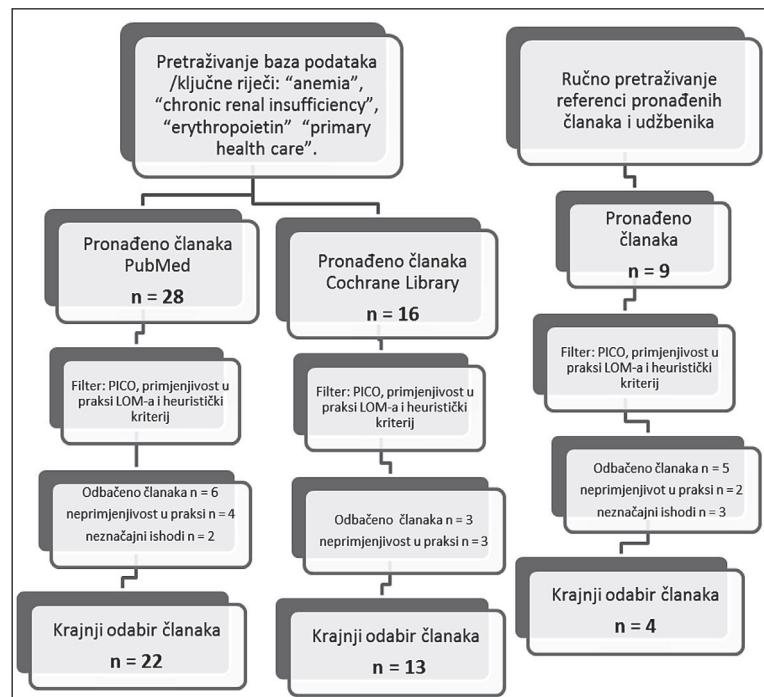 Pretraživanje baza podataka
/ključne riječi: “anemia”,
“chronic renal insufficiency”,
“erythropoietin” “primary
health care”.
Pronađeno članaka
PubMed
n = 28
Filter: PICO, primjenjivost u
praksi LOM-a i heuristički
kriterij
Odbačeno članaka n = 6
neprimjenjivost u praksi n = 4
neznačajni ishodi n = 2
Krajnji odabir članaka
n = 22
Pronađeno članaka
Cochrane Library
n = 16
Filter: PICO, primjenjivost u
praksi LOM-a i heuristički
kriterij
Odbačeno članaka n = 3
neprimjenjivost u praksi n = 3
Krajnji odabir članaka
n = 13
Ručno pretraživanje
referenci pronađenih
članaka i udžbenika
Pronađeno
članaka
n = 9
Filter: PICO, primjenjivost u
praksi LOM-a i heuristički
kriterij
Odbačeno članaka n = 5
neprimjenjivot u praksi n = 2
neznačajni ishodi n = 3
Krajnji odabir članaka
n = 4